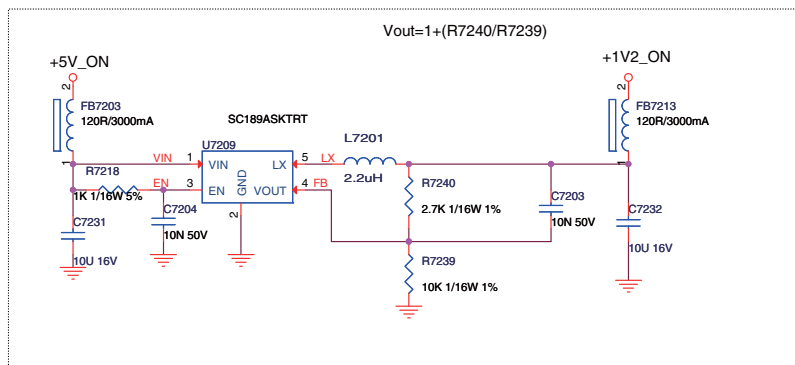 Vout=1+(R7240/R7239)
+5V_ON
+1V2_ON
2
FB7203
120R/3000mA
1
SC189ASKTRT
U7209
L7201
2.2uH
2
FB7213
120R/3000mA
1
VIN
1
VIN
LX
5
LX
R7218
1K 1/16W 5%
EN
3
EN
GND
2
VOUT
4
FB
C7231
10U 16V
C7204
10N 50V
R7240
2.7K 1/16W 1%
C7203
10N 50V
C7232
10U 16V
R7239
10K 1/16W 1%